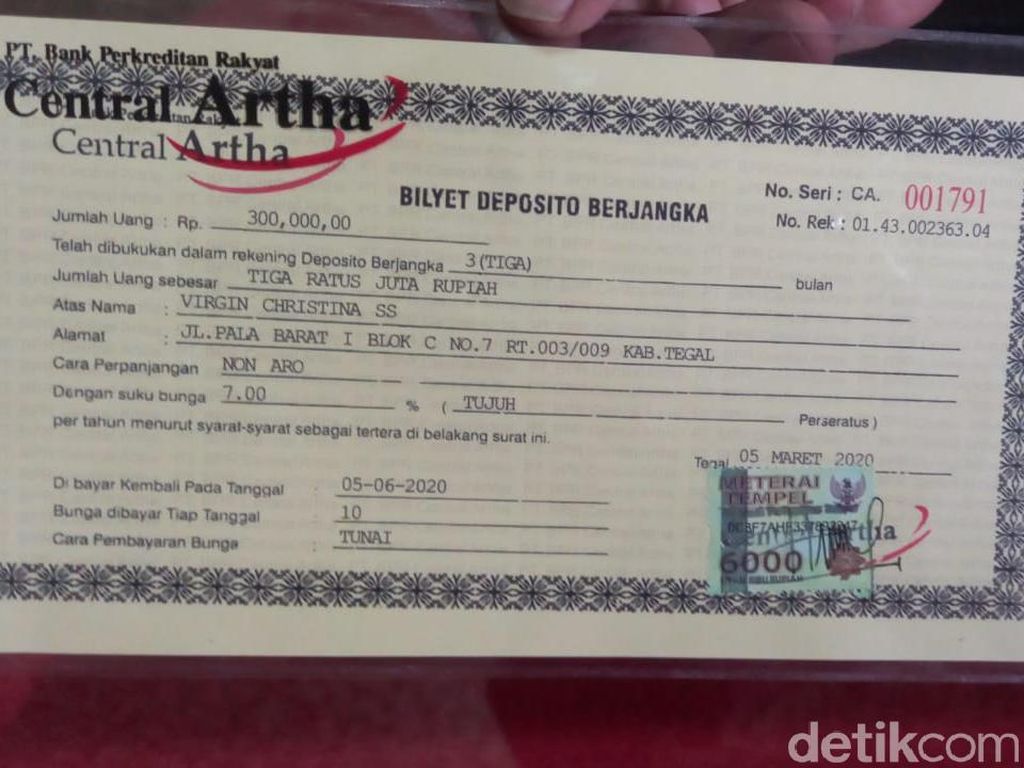 PT. Bank Perkreditan Rakyat
Central Artha
Central Artha
BILYET DEPOSITO BERJANGKA
No. Seri : CA. 001791
No. Rek : 01.43.002363.04
Jumlah Uang : Rp. 300,000,00
Telah dibukukan dalam rekening Deposito Berjangka 3(TIGA) bulan
Jumlah Uang sebesar TIGA RATUS JUTA RUPIAH
Atas Nama : VIRGIN CHRISTINA SS
Alamat : JL.PALA BARAT I BLOK C NO.7 RT.003/009 KAB.TEGAL
Cara Perpanjangan NON ARO
Dengan suku bunga 7.00 % ( TUJUH Perseratus )
per tahun menurut syarat-syarat sebagai tertera di belakang surat ini.
Tegal 05 MARET 2020
Di bayar Kembali Pada Tanggal : 05-06-2020
Bunga dibayar Tiap Tanggal : 10
Cara Pembayaran Bunga : TUNAI
METERAI
TEMPEL
6000
detikcom